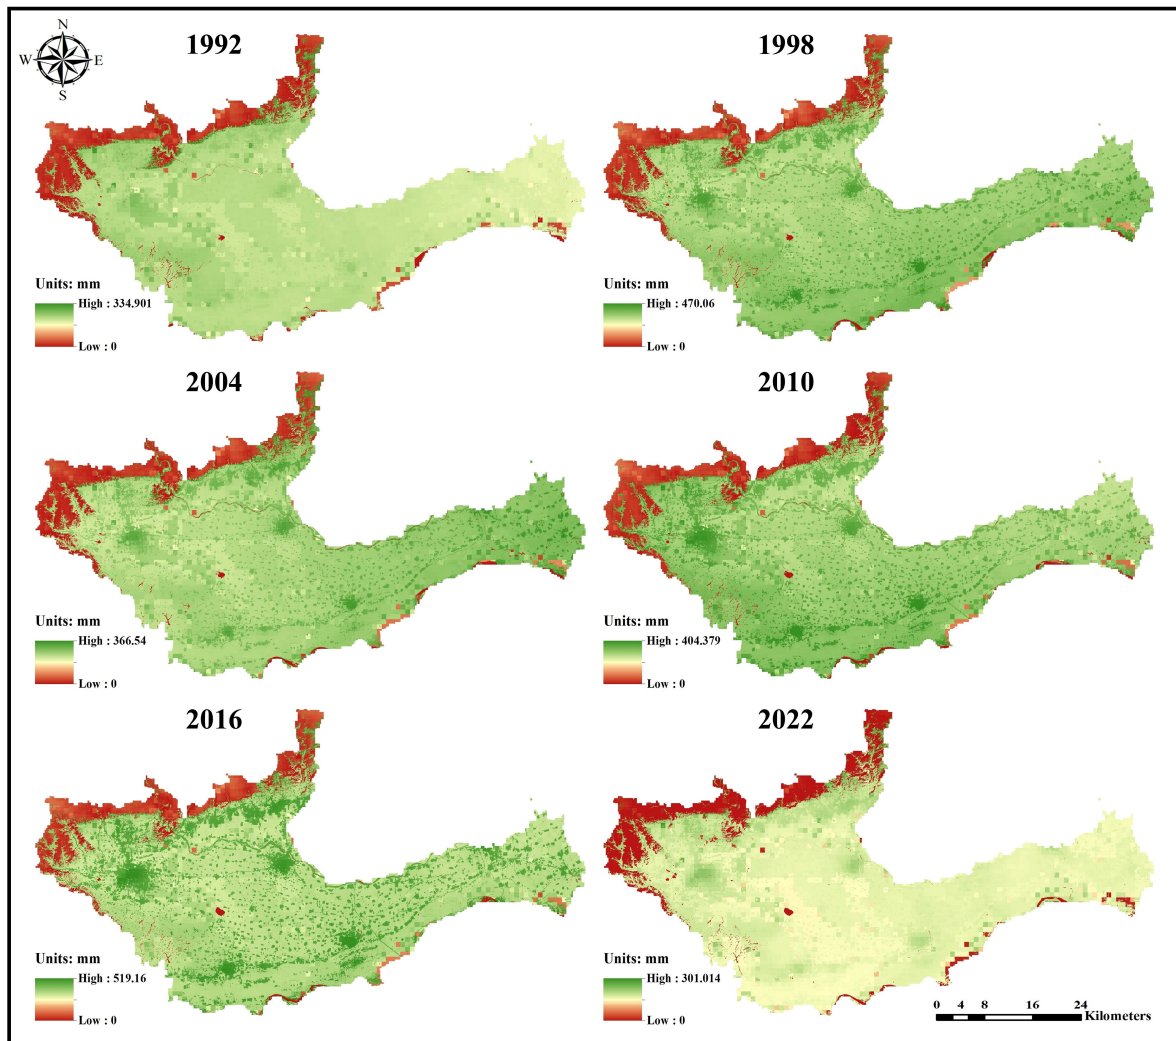 N
W E
S
1992
Units: mm
High : 334.901
Low : 0
1998
Units: mm
High : 470.06
Low : 0
2004
Units: mm
High : 366.54
Low : 0
2010
Units: mm
High : 404.379
Low : 0
2016
Units: mm
High : 519.16
Low : 0
2022
Units: mm
High : 301.014
Low : 0
0 4 8 16 24
Kilometers